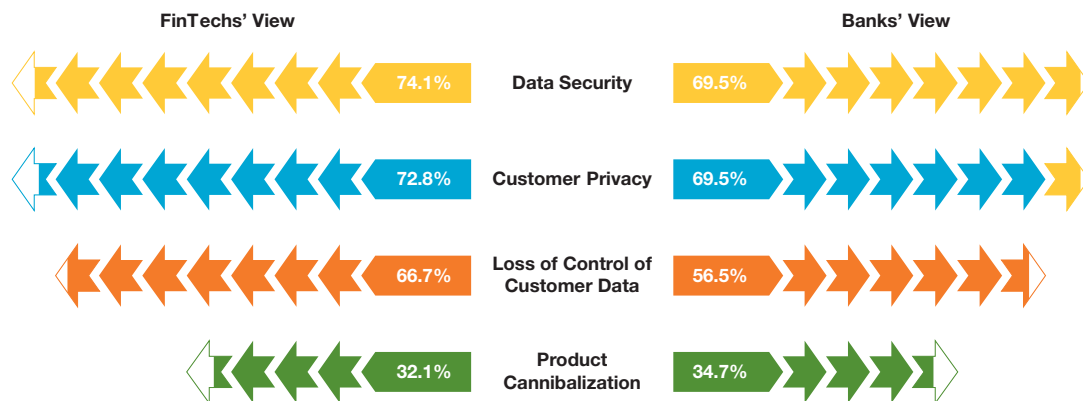 FinTechs' View
Banks' View
74.1%
Data Security
69.5%
72.8%
Customer Privacy
69.5%
66.7%
Loss of Control of
Customer Data
56.5%
32.1%
Product
Cannibalization
34.7%